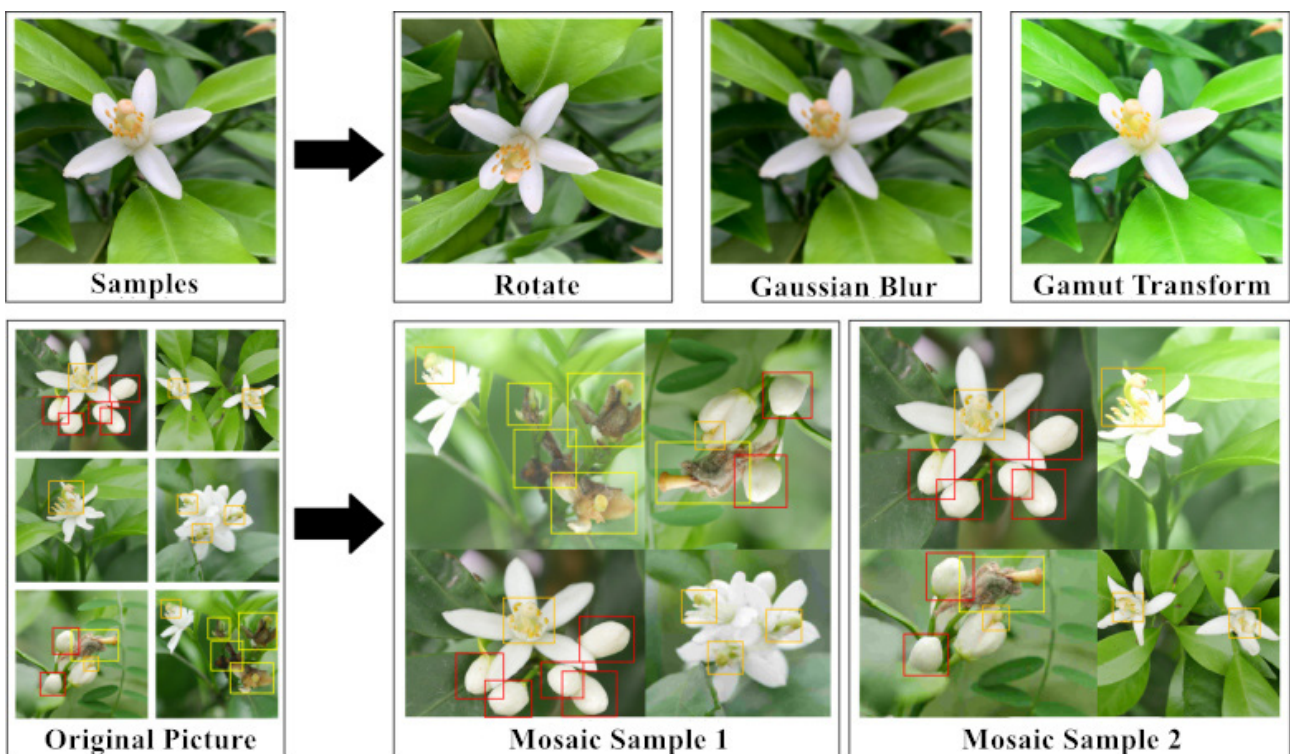 Samples
Rotate
Gaussian Blur
Gamut Transform
Original Picture
Mosaic Sample 1
Mosaic Sample 2